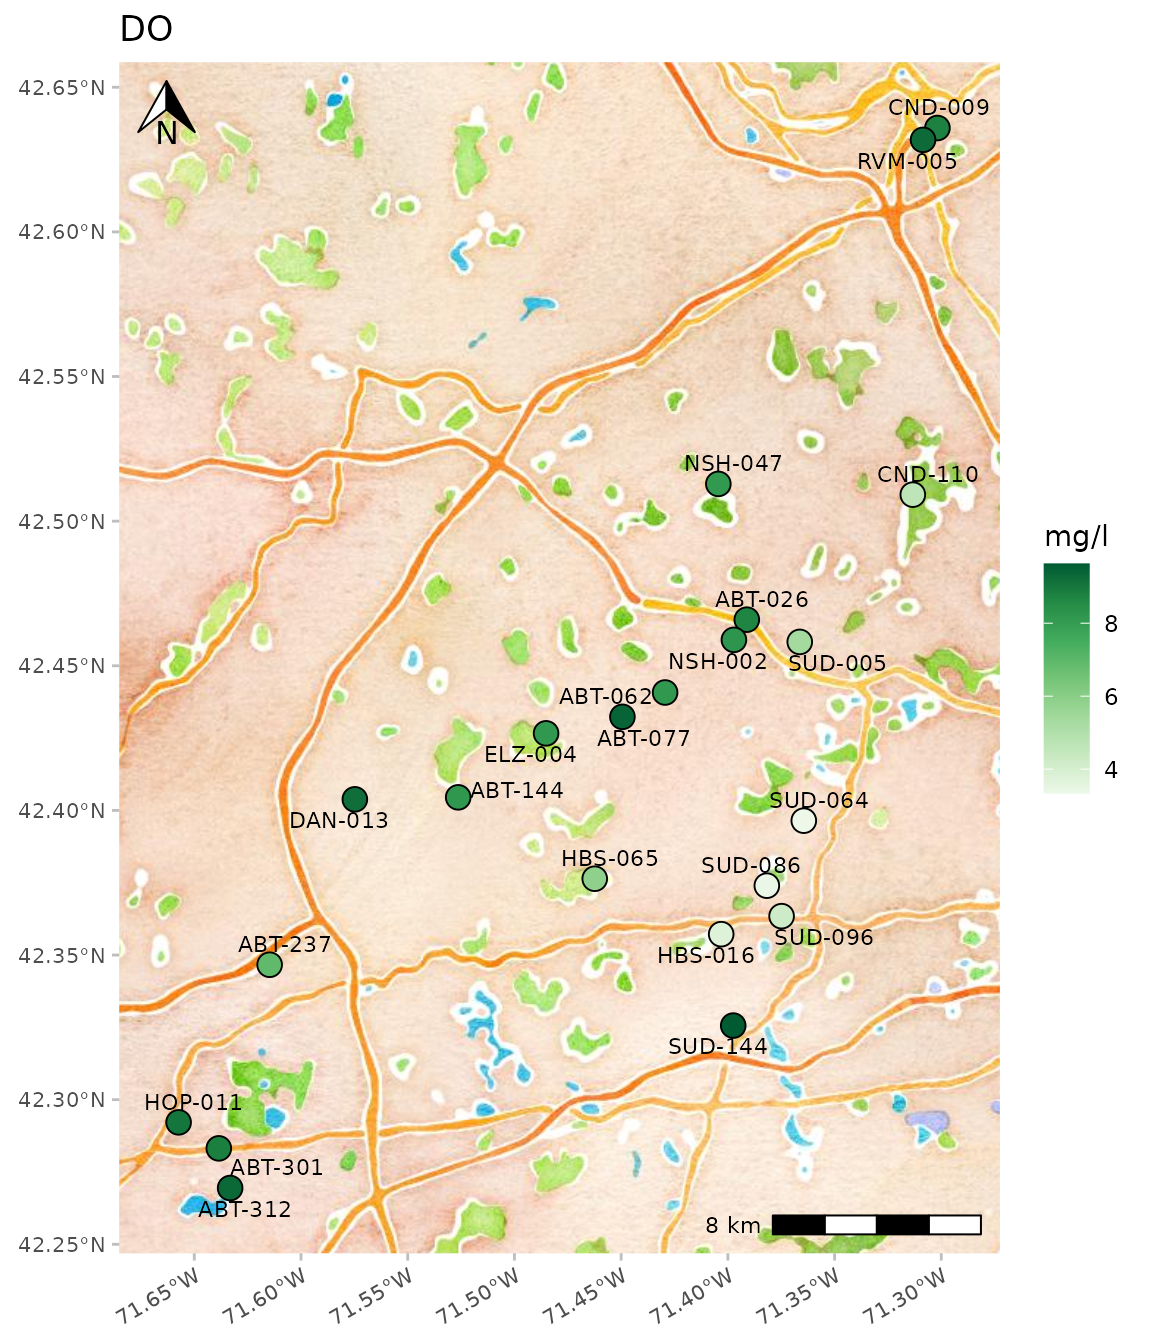 DO
42.65°N
42.60°N
42.55°N
42.50°N
42.45°N
42.40°N
42.35°N
42.30°N
42.25°N
N
CND-009
RVM-005
NSH-047
CND-110
ABT-026
NSH-002
SUD-005
ABT-062
ABT-077
ELZ-004
ABT-144
DAN-013
SUD-064
HBS-065
SUD-086
SUD-096
ABT-237
HBS-016
SUD-144
HOP-011
ABT-301
ABT-312
8 km
mg/l
8
6
4
71.65°W
71.60°W
71.55°W
71.50°W
71.45°W
71.40°W
71.35°W
71.30°W